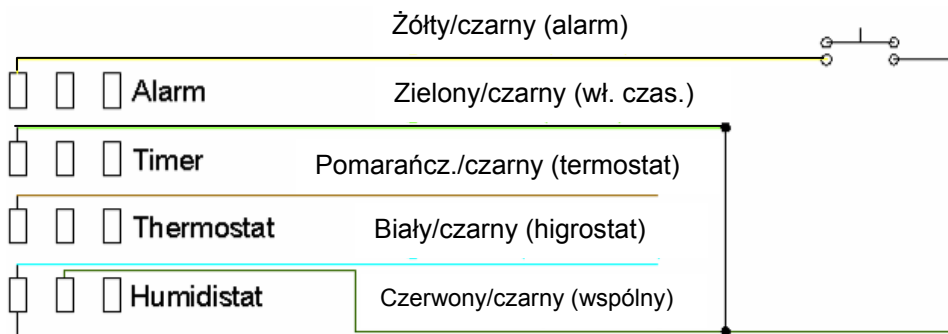 Żółty/czarny (alarm)
Alarm
Zielony/czarny (wł. czas.)
Timer
Pomarańcz./czarny (termostat)
Thermostat
Biały/czarny (higrostat)
Humidistat
Czerwony/czarny (wspólny)